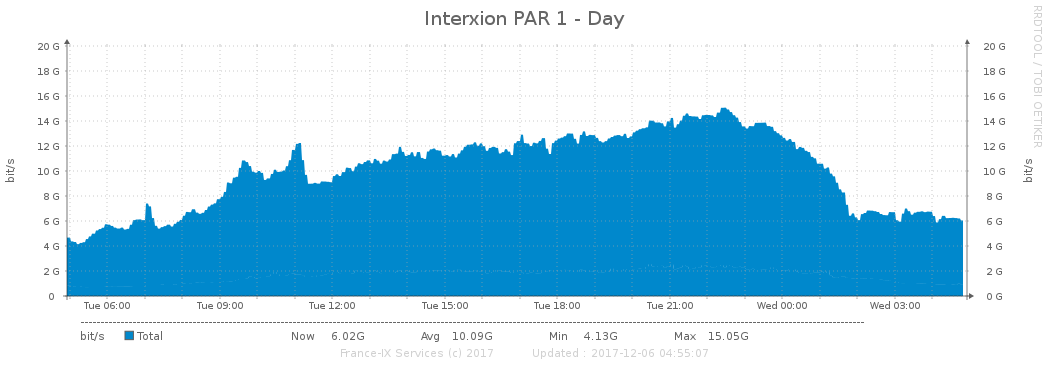 Interxion PAR 1 - Day
RRDTOOL / TOBI OETIKER
20 G 20 G
18 G 18 G
16 G 16 G
14 G 14 G
12 G 12 G
10 G 10 G
8 G 8 G
6 G 6 G
4 G 4 G
2 G 2 G
0 0 G
bit/s bit/s
Tue 06:00 Tue 09:00 Tue 12:00 Tue 15:00 Tue 18:00 Tue 21:00 Wed 00:00 Wed 03:00
bit/s Total Now 6.02G Avg 10.09G Min 4.13G Max 15.05G
France-IX Services (c) 2017 Updated : 2017-12-06 04:55:07